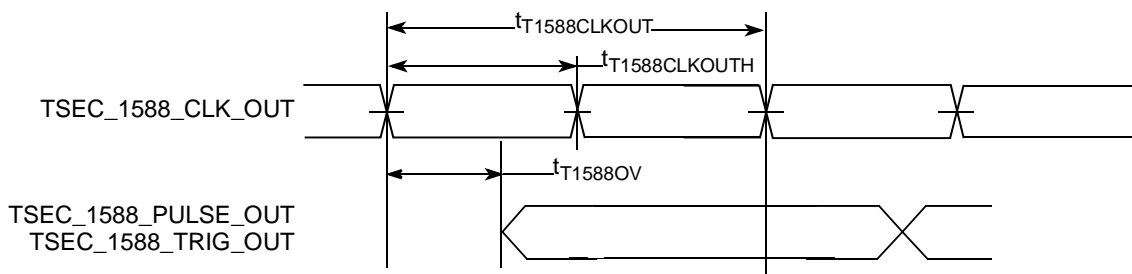 tT1588CLKOUT
tT1588CLKOUTH
TSEC_1588_CLK_OUT
tT1588OV
TSEC_1588_PULSE_OUT
TSEC_1588_TRIG_OUT